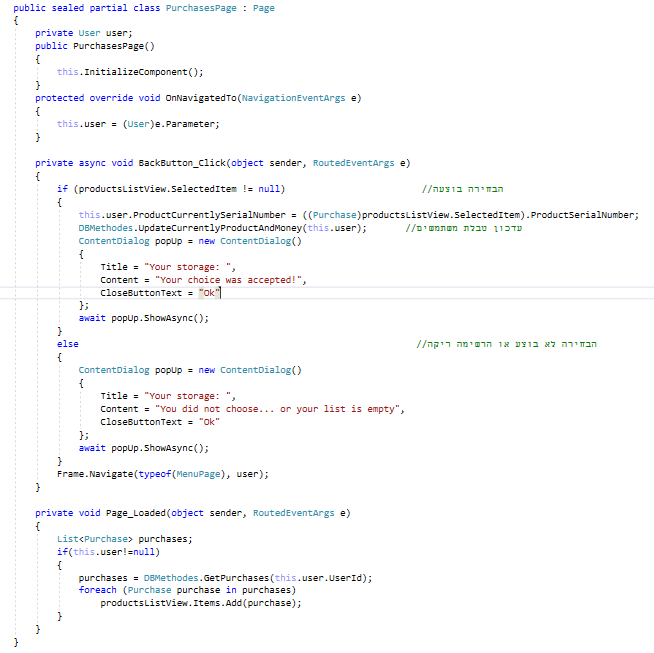 public sealed partial class PurchasesPage : Page
{
private User user;
public PurchasesPage()
{
this.InitializeComponent();
}
protected override void OnNavigatedTo(NavigationEventArgs e)
{
this.user = (User)e.Parameter;
}
private async void BackButton_Click(object sender, RoutedEventArgs e)
{
if (productsListView.SelectedItem != null) //הבחירה בוצעה
{
this.user.ProductCurrentlySerialNumber = ((Purchase)productsListView.SelectedItem).ProductSerialNumber;
DBMethodes.UpdateCurrentlyProductAndMoney(this.user); //עדכון טבלת משתמשים
ContentDialog popUp = new ContentDialog()
{
Title = "Your storage: ",
Content = "Your choice was accepted!",
CloseButtonText = "Ok"
};
await popUp.ShowAsync();
}
else //הבחירה לא בוצע או הרשימה ריקה
{
ContentDialog popUp = new ContentDialog()
{
Title = "Your storage: ",
Content = "You did not choose... or your list is empty",
CloseButtonText = "Ok"
};
await popUp.ShowAsync();
}
Frame.Navigate(typeof(MenuPage), user);
}
private void Page_Loaded(object sender, RoutedEventArgs e)
{
List<Purchase> purchases;
if(this.user!=null)
{
purchases = DBMethodes.GetPurchases(this.user.UserId);
foreach (Purchase purchase in purchases)
productsListView.Items.Add(purchase);
}
}
}